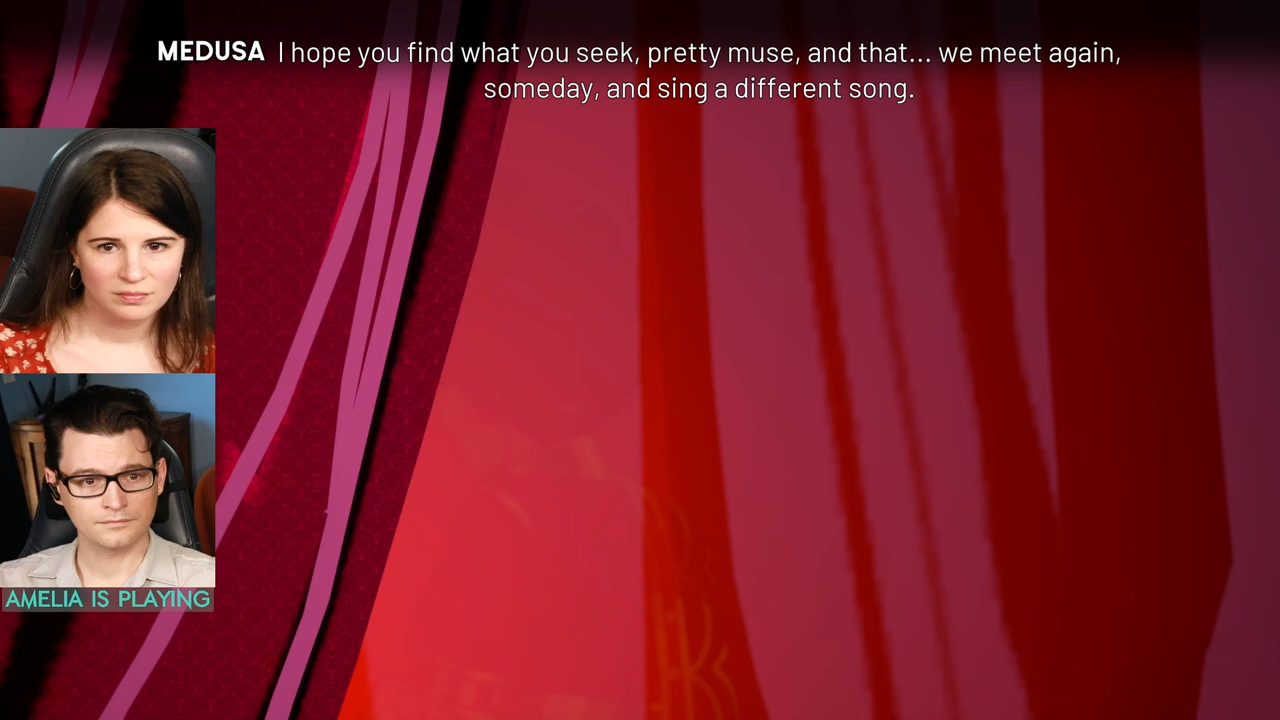 MEDUSA I hope you find what you seek, pretty muse, and that... we meet again,
someday, and sing a different song.
AMELIA IS PLAYING